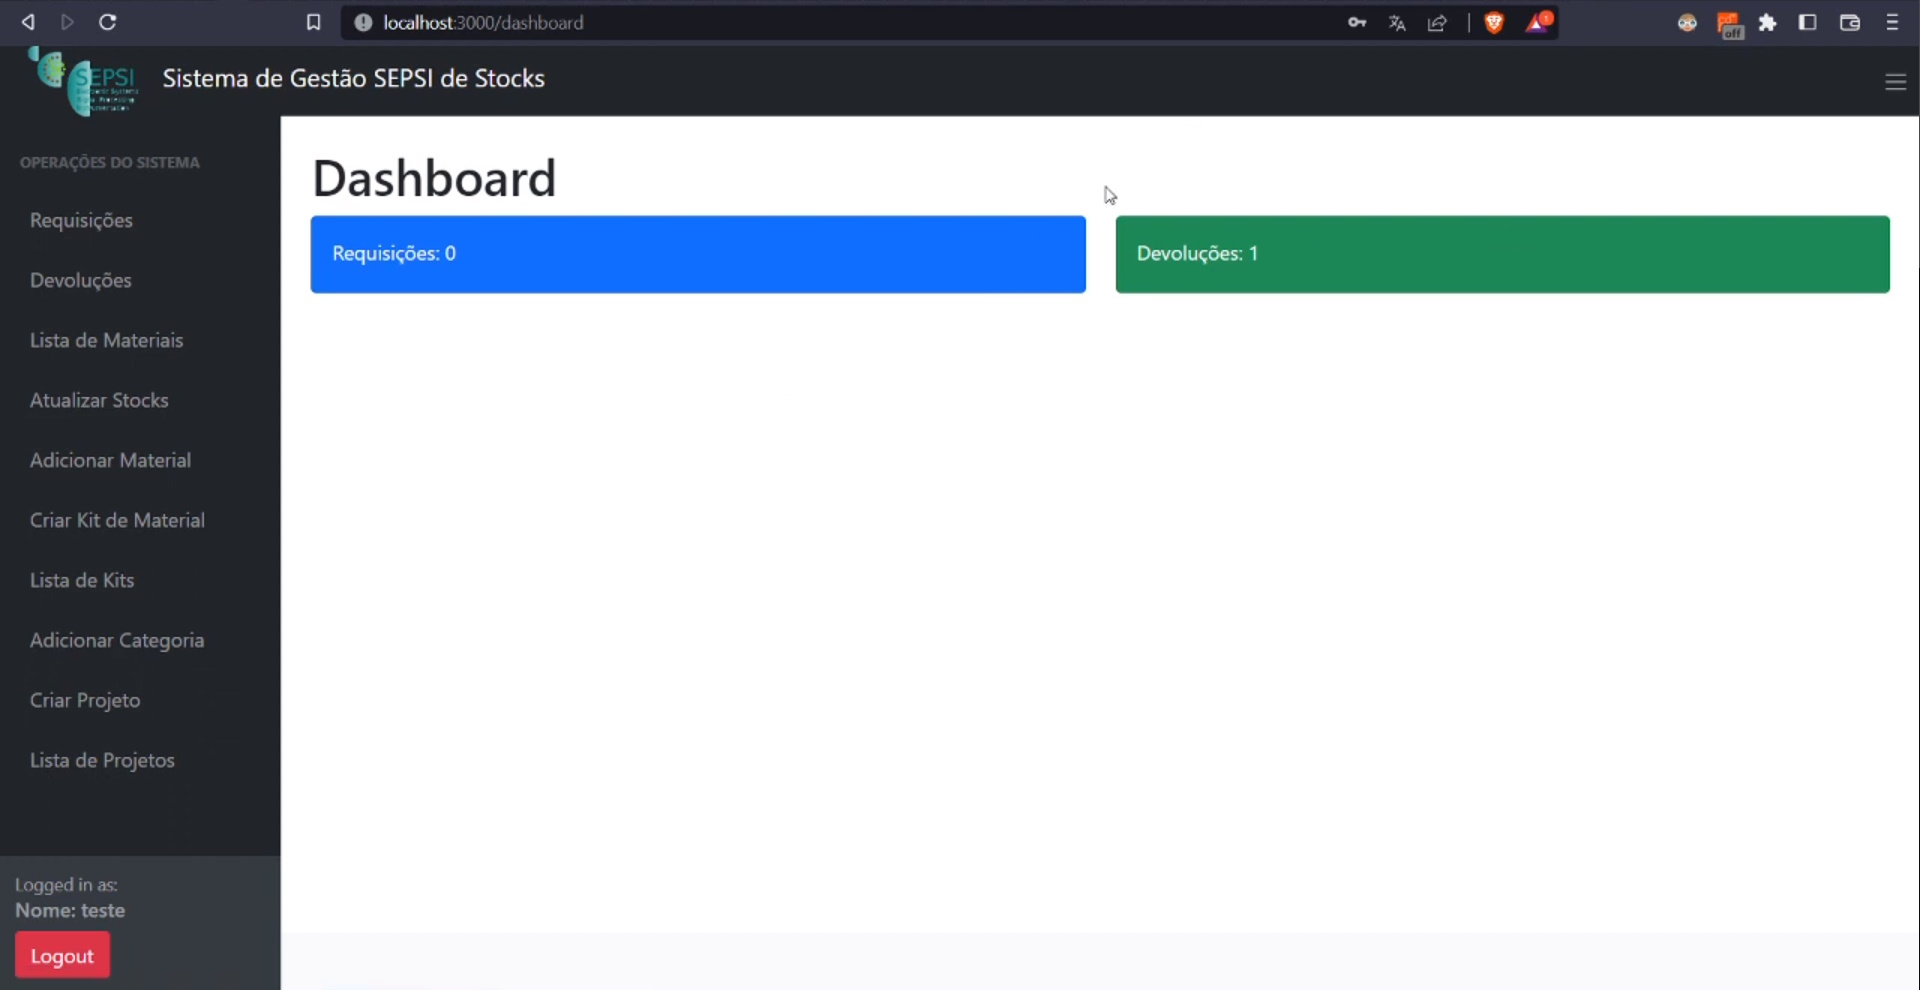 localhost:3000/dashboard
1
off
SEPSI
Sistema de Gestão SEPSI de Stocks
OPERAÇÕES DO SISTEMA
Requisições
Devoluções
Lista de Materiais
Atualizar Stocks
Adicionar Material
Criar Kit de Material
Lista de Kits
Adicionar Categoria
Criar Projeto
Lista de Projetos
Logged in as:
Nome: teste
Logout
Dashboard
Requisições: 0
Devoluções: 1